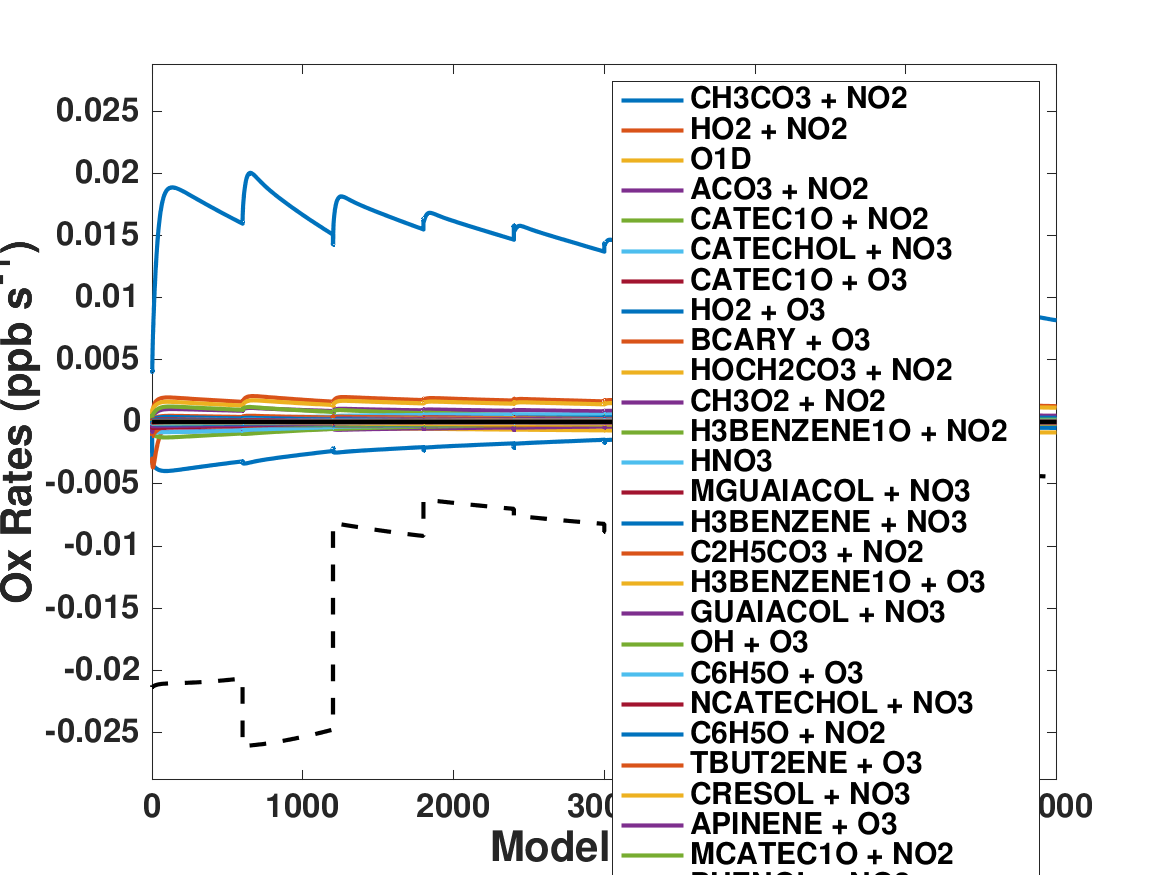 Ox Rates (ppb s⁻¹)
0.025
0.02
0.015
0.01
0.005
0
-0.005
-0.01
-0.015
-0.02
-0.025
0
1000
2000
300
000
Model
CH3CO3 + NO2
HO2 + NO2
O1D
ACO3 + NO2
CATEC1O + NO2
CATECHOL + NO3
CATEC1O + O3
HO2 + O3
BCARY + O3
HOCH2CO3 + NO2
CH3O2 + NO2
H3BENZENE1O + NO2
HNO3
MGUAIACOL + NO3
H3BENZENE + NO3
C2H5CO3 + NO2
H3BENZENE1O + O3
GUAIACOL + NO3
OH + O3
C6H5O + O3
NCATECHOL + NO3
C6H5O + NO2
TBUT2ENE + O3
CRESOL + NO3
APINENE + O3
MCATEC1O + NO2